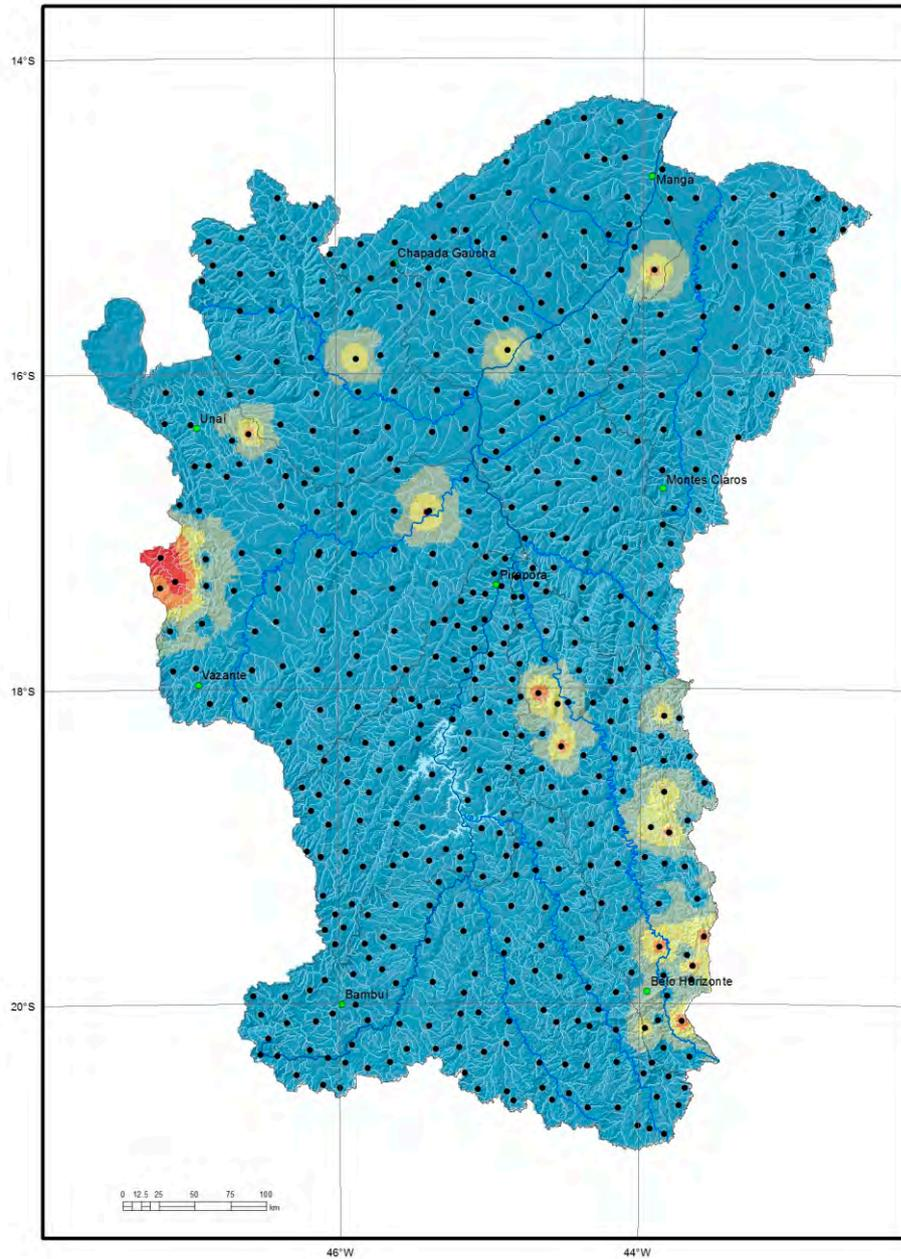 14°S
Manga
Chapada Gaúcha
16°S
Unaí
Montes Claros
Pirapora
18°S
Vazante
Belo Horizonte
20°S
Bambuí
0 12.5 25 50 75 100
km
46°W 44°W